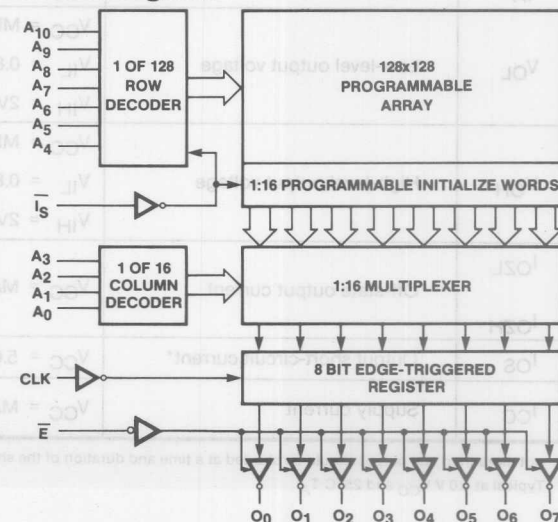 A10
A9
A8
A7
A6
A5
A4
1 OF 128
ROW
DECODER
128x128
PROGRAMMABLE
ARRAY
IS
1:16 PROGRAMMABLE INITIALIZE WORDS
A3
A2
A1
A0
1 OF 16
COLUMN
DECODER
1:16 MULTIPLEXER
CLK
8 BIT EDGE-TRIGGERED
REGISTER
E
O0 O1 O2 O3 O4 O5 O6 O7